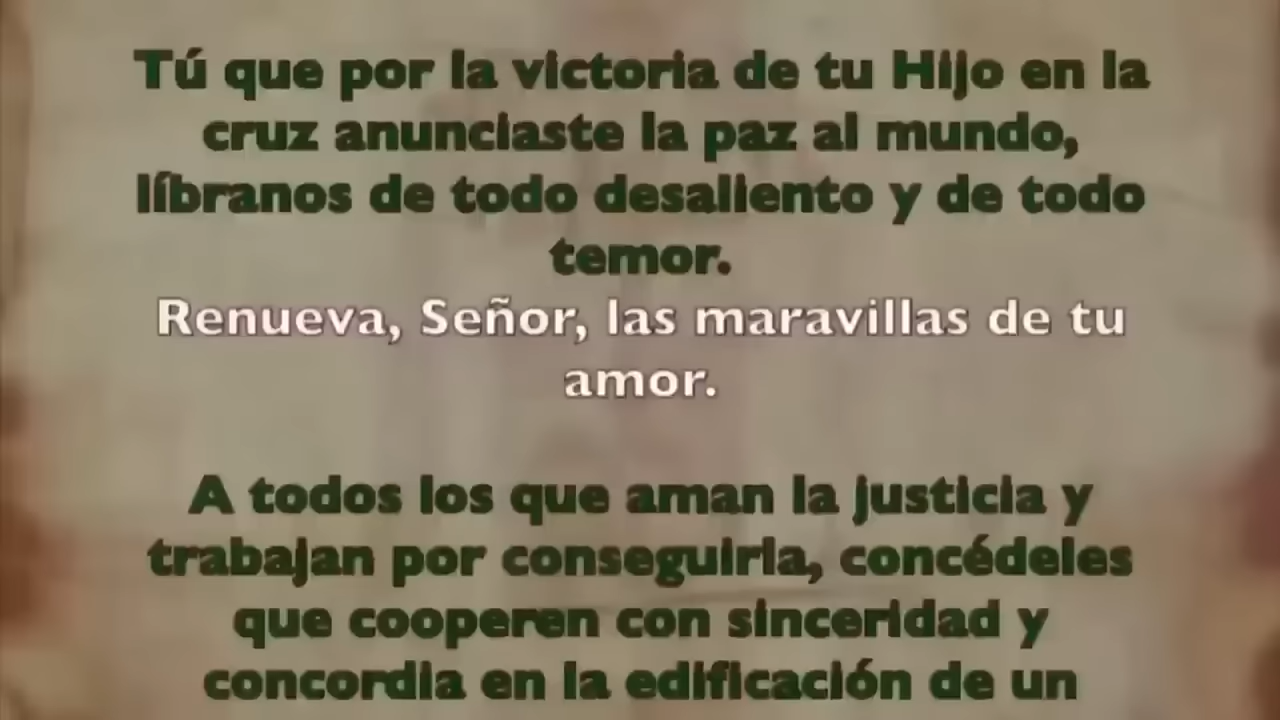 Tú que por la victoria de tu Hijo en la
cruz anunciaste la paz al mundo,
líbranos de todo desaliento y de todo
temor.
Renueva, Señor, las maravillas de tu
amor.
A todos los que aman la justicia y
trabajan por conseguirla, concédeles
que cooperen con sinceridad y
concordia en la edificación de un